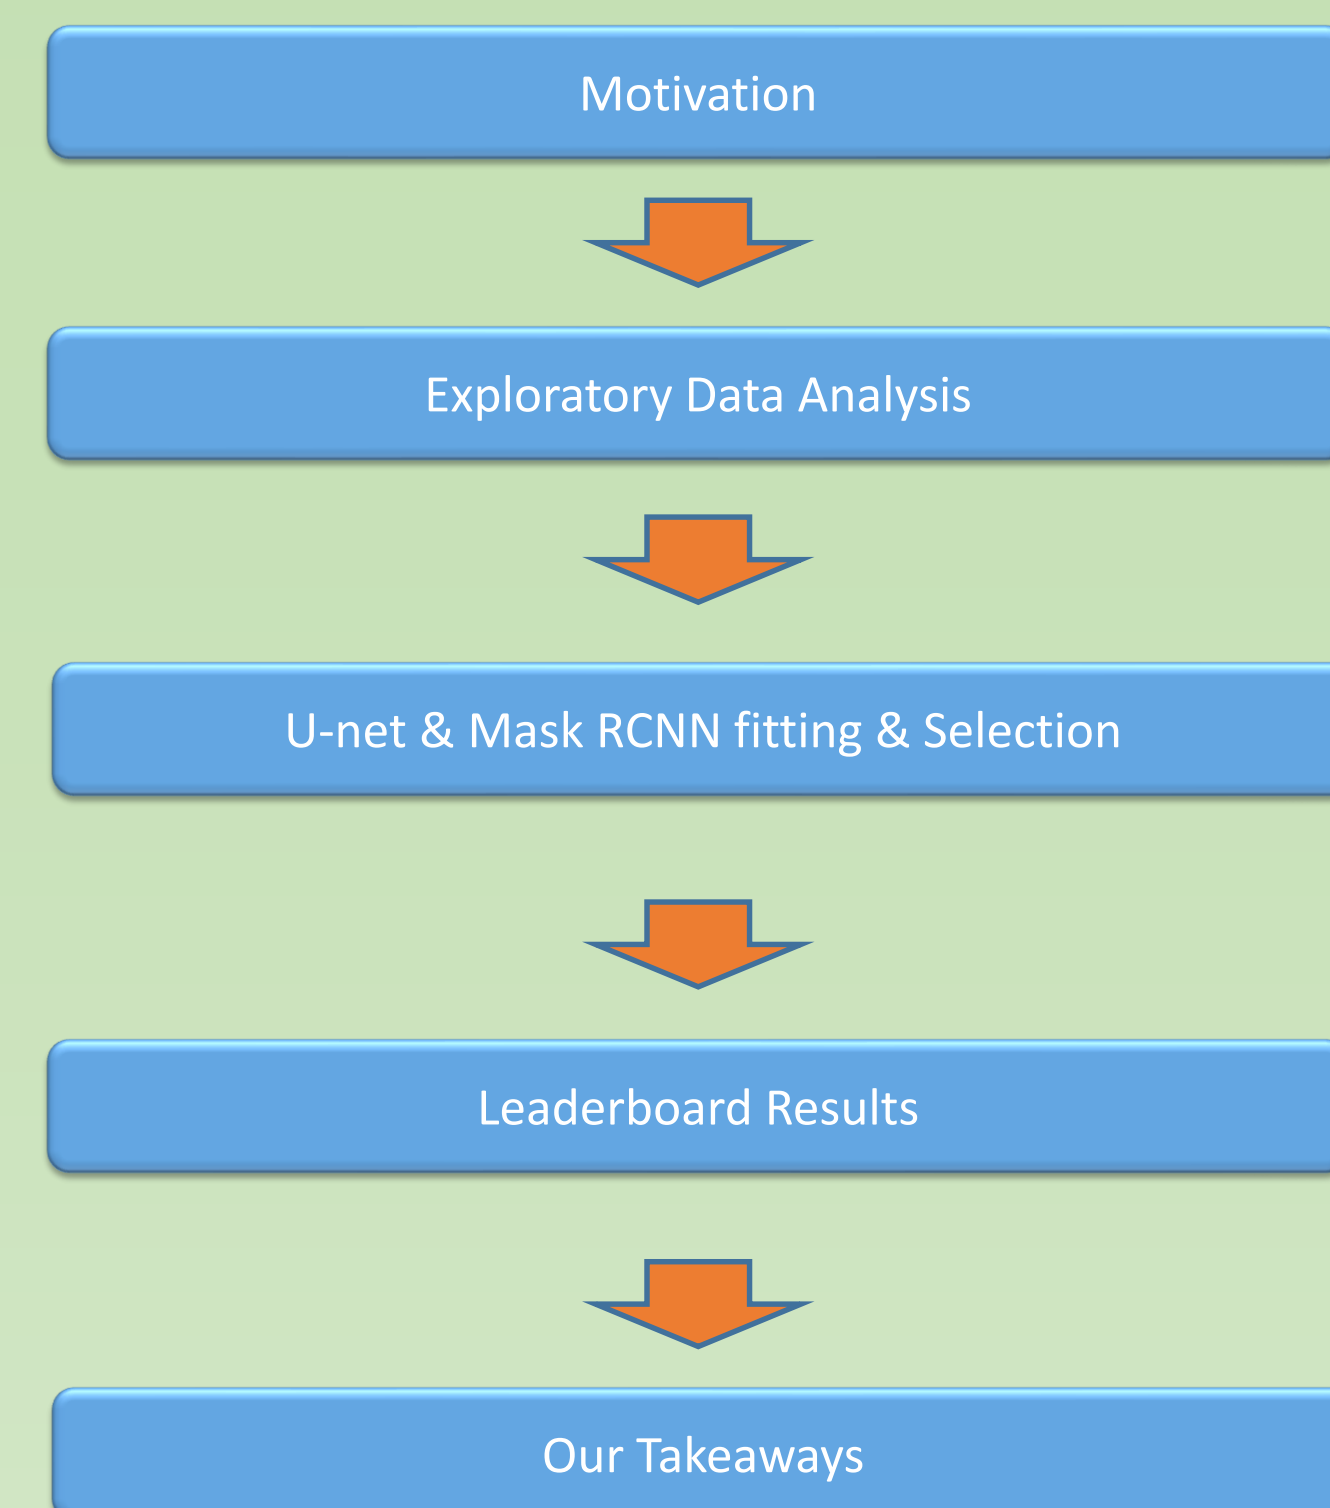 Motivation
Exploratory Data Analysis
U-net & Mask RCNN fitting & Selection
Leaderboard Results
Our Takeaways